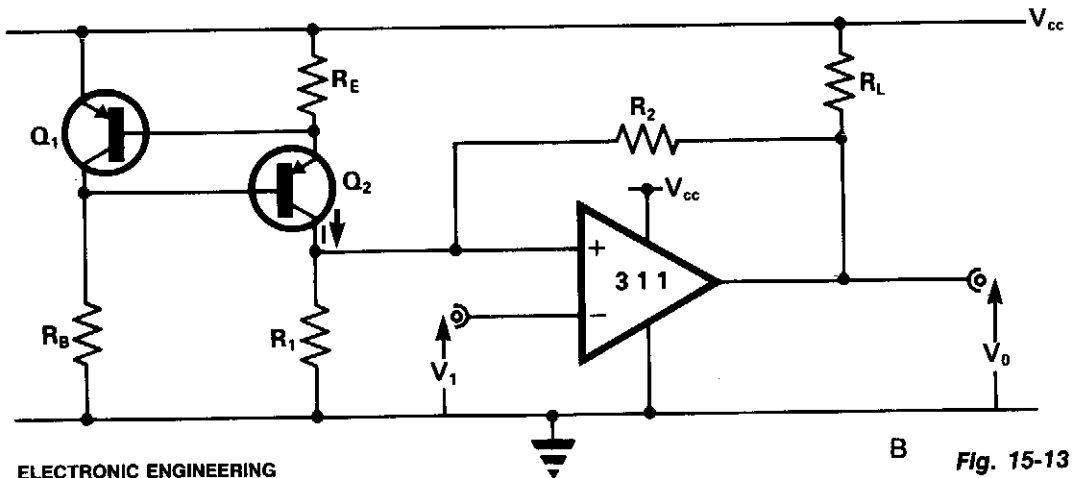 Vcc
RE
RL
R2
Q1
Q2
Vcc
I
+
311
−
RB
R1
V1
V0
B
ELECTRONIC ENGINEERING
Fig. 15-13